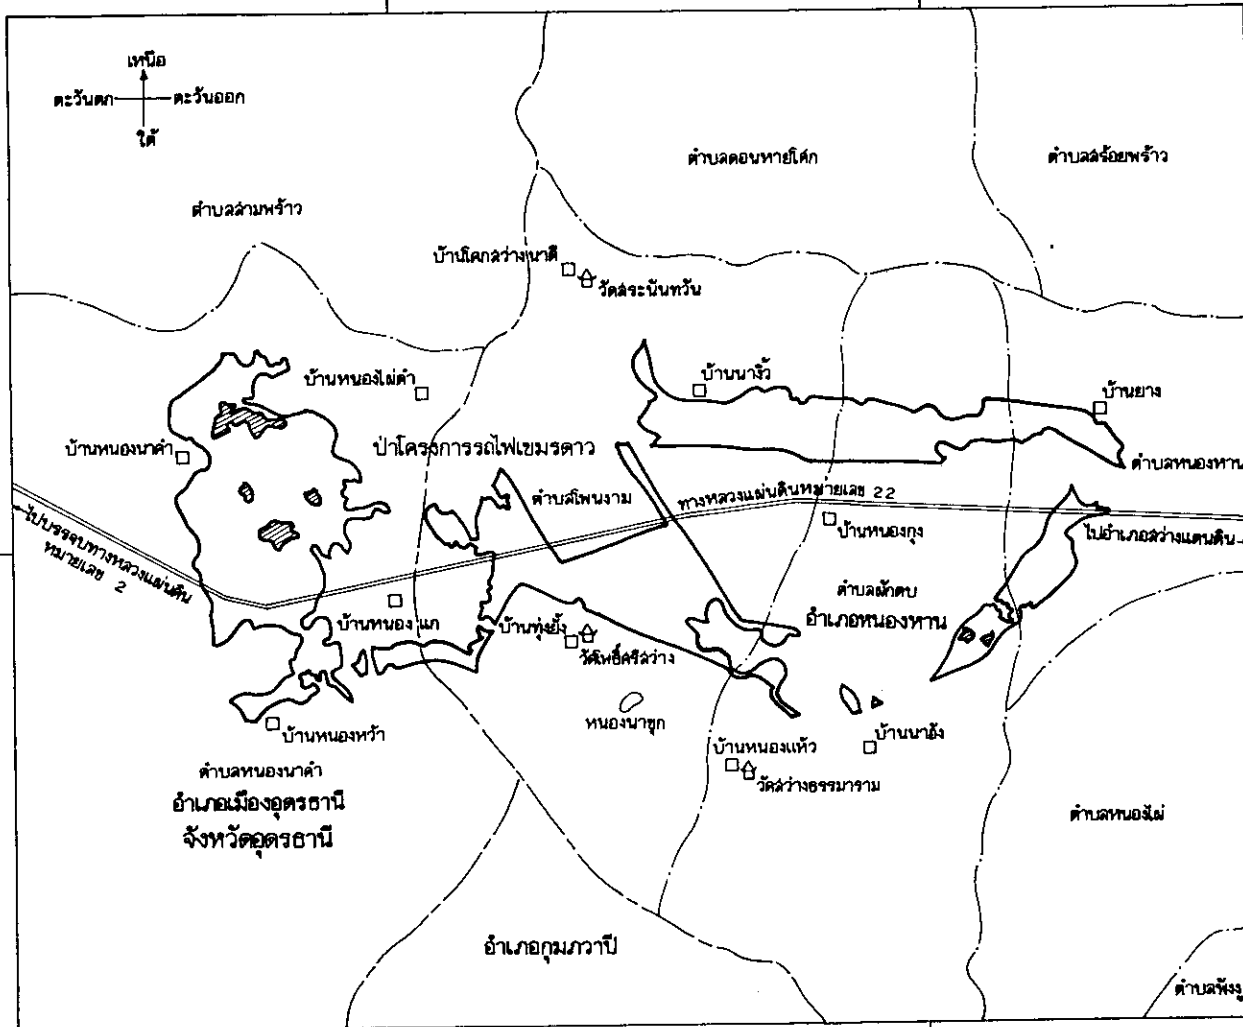 เหนือ
ตะวันตก
ตะวันออก
ใต้
ตำบลดอนหายโศก
ตำบลสร้อยพร้าว
ตำบลสามพร้าว
บ้านโคกสว่างนาดี
วัดสระนันทวัน
บ้านหนองไผ่คำ
บ้านนางิ้ว
บ้านยาง
บ้านหนองนาคำ
ป่าโครงการรถไฟเขมรดาว
ตำบลหนองหาน
ตำบลโพนงาม
ทางหลวงแผ่นดินหมายเลข 22
บ้านหนองกุง
ไปบรรจบทางหลวงแผ่นดิน
หมายเลข 2
ไปอำเภอสว่างแดนดิน
ตำบลผักตบ
อำเภอหนองหาน
บ้านหนองแก
บ้านทุ่งยั้ง
วัดโพธิ์ศรีสว่าง
หนองนาซุก
บ้านหนองหว้า
บ้านหนองแห้ว
บ้านนาฮัง
วัดสว่างธรรมาราม
ตำบลหนองนาคำ
อำเภอเมืองอุดรธานี
จังหวัดอุดรธานี
ตำบลหนองไผ่
อำเภอกุมภวาปี
ตำบลพังงู